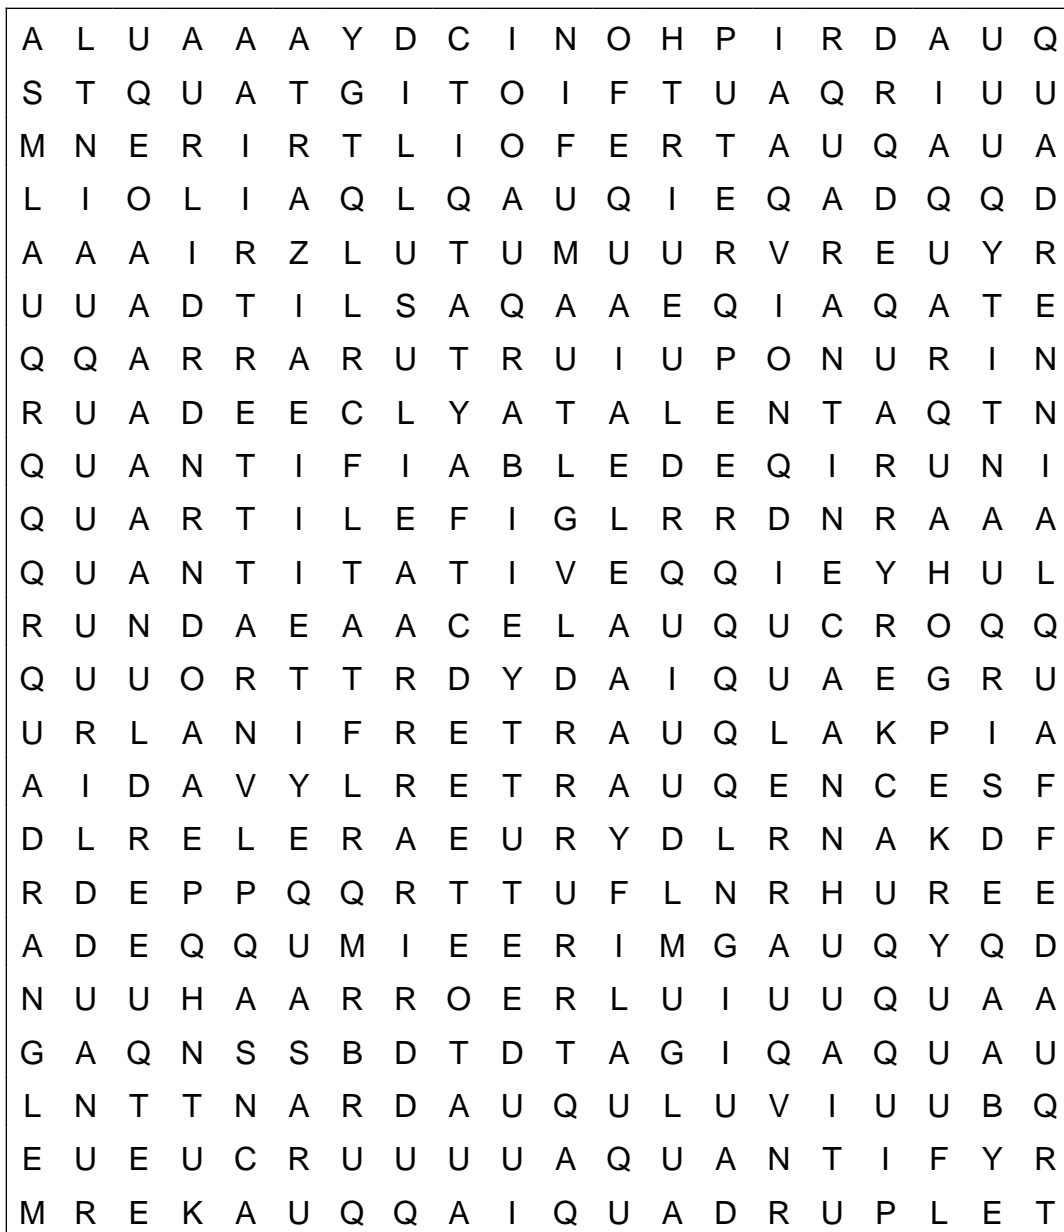 A L U A A A Y D C I N O H P I R D A U Q
S T Q U A T G I T O I F T U A Q R I U U
M N E R I R T L I O F E R T A U Q A U A
L I O L I A Q L Q A U Q I E Q A D Q Q D
A A A I R Z L U T U M U U R V R E U Y R
U U A D T I L S A Q A A E Q I A Q A T E
Q Q A R R A R U T R U I U P O N U R I N
R U A D E E C L Y A T A L E N T A Q T N
Q U A N T I F I A B L E D E Q I R U N I
Q U A R T I L E F I G L R R D N R A A A
Q U A N T I T A T I V E Q Q I E Y H U L
R U N D A E A A C E L A U Q U C R O Q Q
Q U U O R T T R D Y D A I Q U A E G R U
U R L A N I F R E T R A U Q L A K P I A
A I D A V Y L R E T R A U Q E N C E S F
D L R E L E R A E U R Y D L R N A K D F
R D E P P Q Q R T T U F L N R H U R E E
A D E Q Q U M I E E R I M G A U Q Y Q D
N U U H A A R R O E R L U I U U Q U A A
G A Q N S S B D T D T A G I Q A Q U A U
L N T T N A R D A U Q U L U V I U U B Q
E U E U C R U U U U A Q U A N T I F Y R
M R E K A U Q Q A I Q U A D R U P L E T